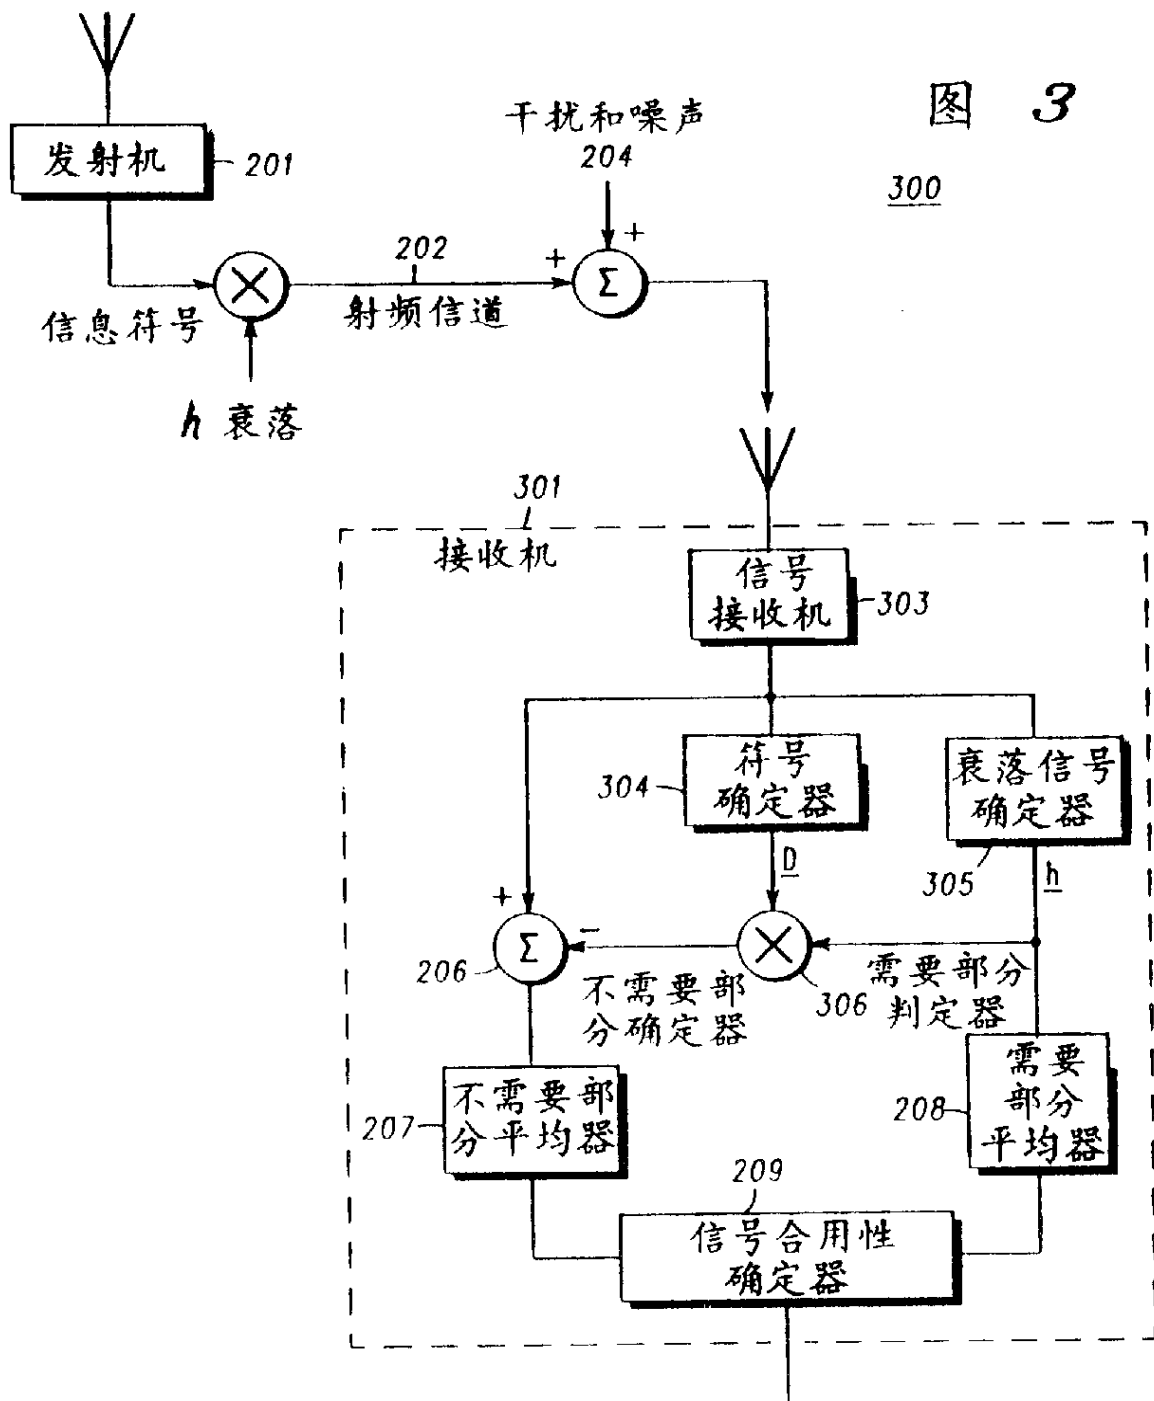 图 3
300
发射机
201
干扰和噪声
204
+
+
Σ
202
射频信道
信息符号
h 衰落
301
接收机
信号
接收机
303
符号
确定器
304
衰落信号
确定器
305
D
h
+
Σ
-
206
306
不需要部
分确定器
需要部分
判定器
不需要部
分平均器
207
需要
部分
平均器
208
209
信号合用性
确定器